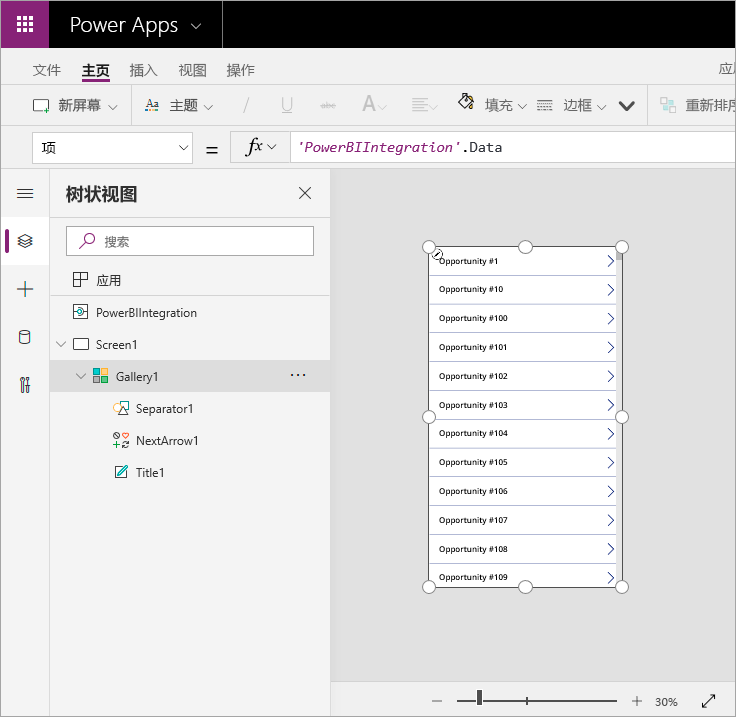 Power Apps
文件 主页 插入 视图 操作
新屏幕 主题 / U abc A 填充 边框 重新排序
项 = fx 'PowerBIIntegration'.Data
树状视图
搜索
应用
PowerBIIntegration
Screen1
Gallery1 ...
Separator1
NextArrow1
Title1
Opportunity #1
Opportunity #10
Opportunity #100
Opportunity #101
Opportunity #102
Opportunity #103
Opportunity #104
Opportunity #105
Opportunity #106
Opportunity #107
Opportunity #108
Opportunity #109
30%